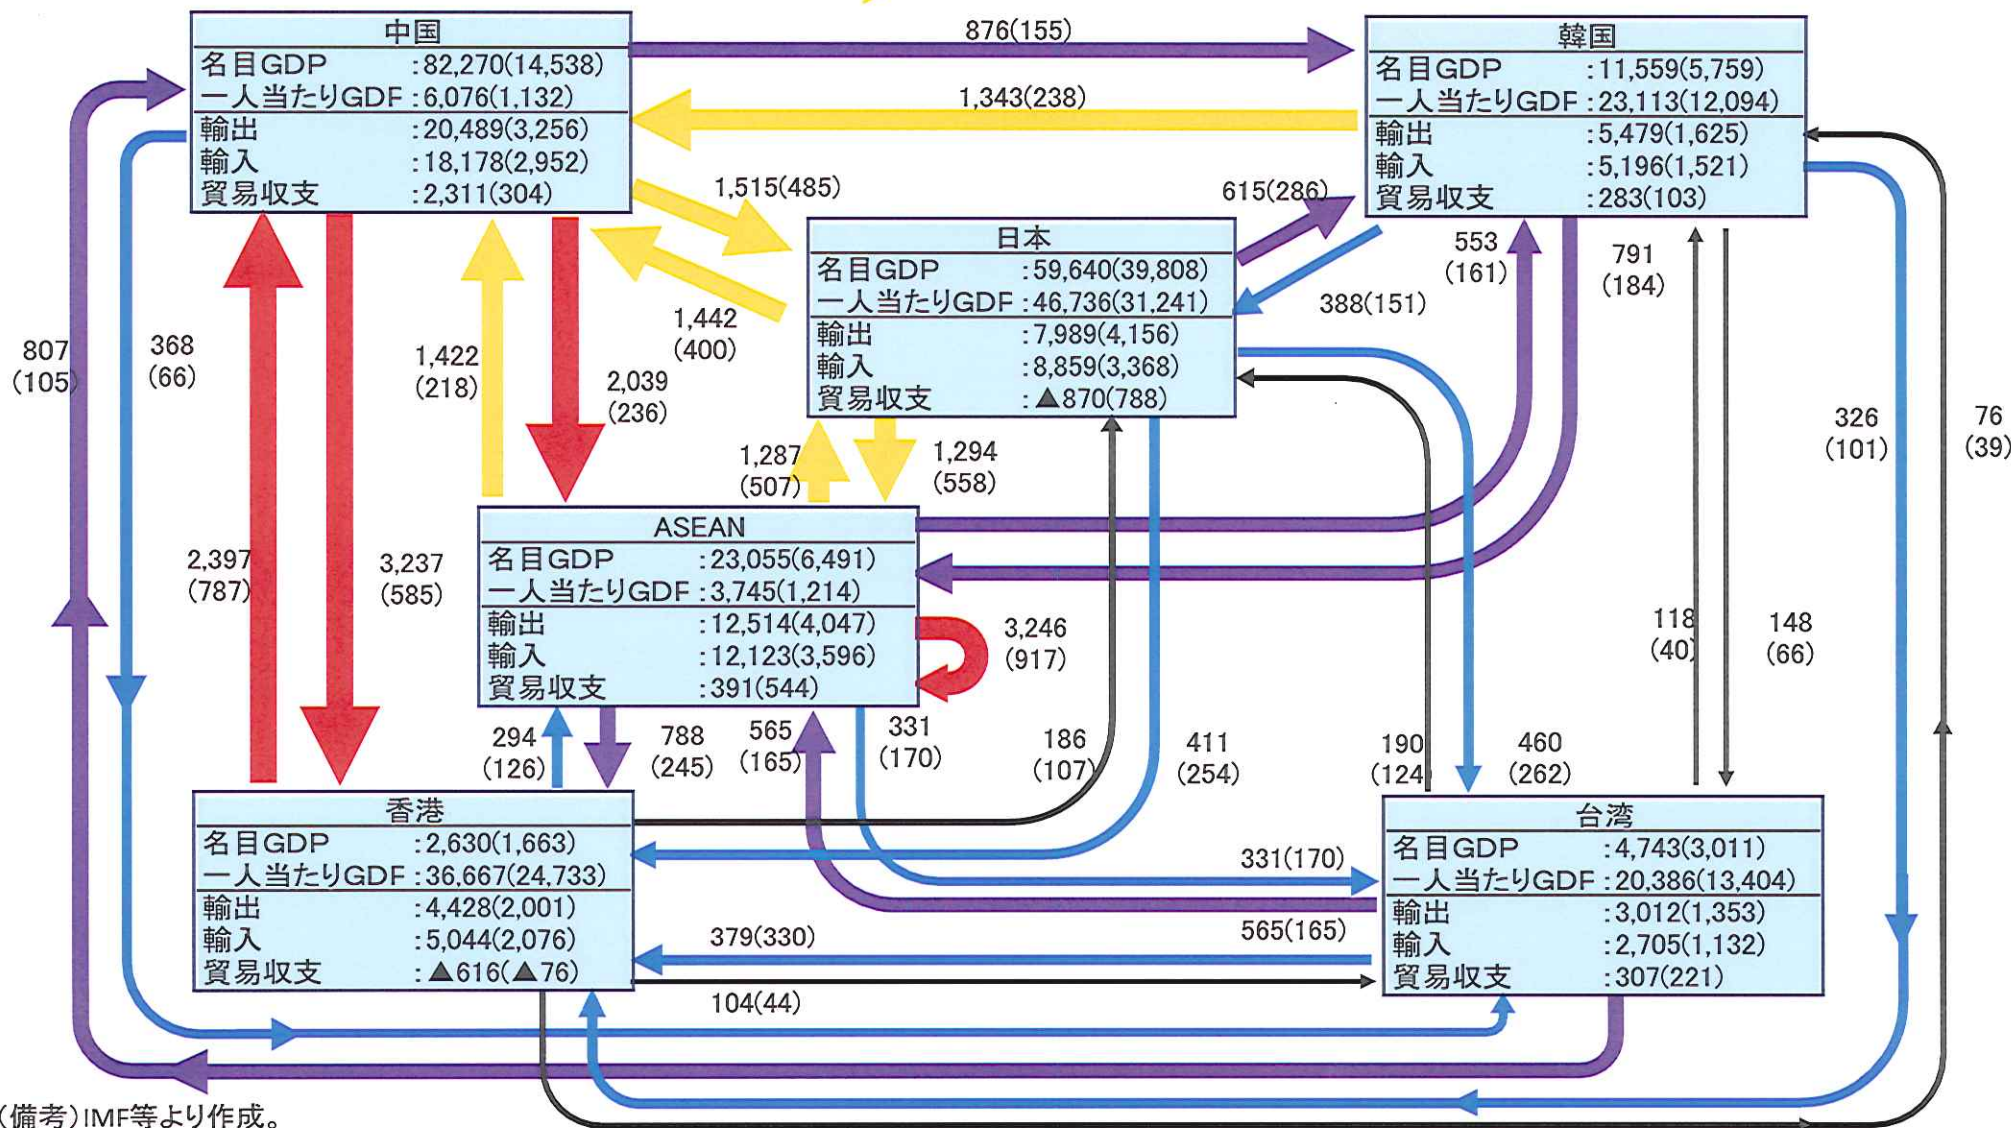 876(155)
1,343(238)
中国
名目GDP :82,270(14,538)
一人当たりGDF :6,076(1,132)
輸出 :20,489(3,256)
輸入 :18,178(2,952)
貿易収支 :2,311(304)
韓国
名目GDP :11,559(5,759)
一人当たりGDF :23,113(12,094)
輸出 :5,479(1,625)
輸入 :5,196(1,521)
貿易収支 :283(103)
1,515(485)
615(286)
日本
名目GDP :59,640(39,808)
一人当たりGDF :46,736(31,241)
輸出 :7,989(4,156)
輸入 :8,859(3,368)
貿易収支 :▲870(788)
553
(161)
791
(184)
388(151)
1,442
(400)
807
(105)
368
(66)
1,422
(218)
2,039
(236)
1,287
(507)
1,294
(558)
326
(101)
76
(39)
2,397
(787)
3,237
(585)
ASEAN
名目GDP :23,055(6,491)
一人当たりGDF :3,745(1,214)
輸出 :12,514(4,047)
輸入 :12,123(3,596)
貿易収支 :391(544)
3,246
(917)
118
(40)
148
(66)
294
(126)
788
(245)
565
(165)
331
(170)
186
(107)
411
(254)
190
(124
460
(262)
香港
名目GDP :2,630(1,663)
一人当たりGDF :36,667(24,733)
輸出 :4,428(2,001)
輸入 :5,044(2,076)
貿易収支 :▲616(▲76)
台湾
名目GDP :4,743(3,011)
一人当たりGDF :20,386(13,404)
輸出 :3,012(1,353)
輸入 :2,705(1,132)
貿易収支 :307(221)
331(170)
565(165)
379(330)
104(44)
(備考)IMF等より作成。